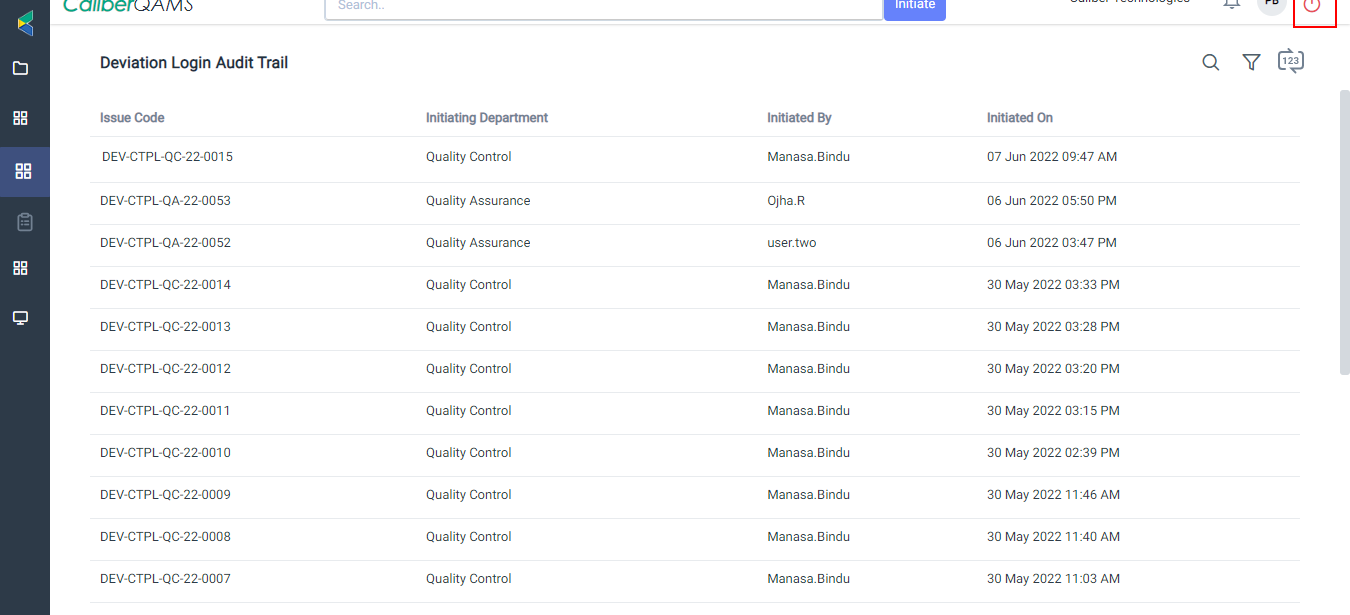 CaliberQAMS
Search..
Initiate
Caliber Technologies
PB
Deviation Login Audit Trail
123
Issue Code Initiating Department Initiated By Initiated On
DEV-CTPL-QC-22-0015 Quality Control Manasa.Bindu 07 Jun 2022 09:47 AM
DEV-CTPL-QA-22-0053 Quality Assurance Ojha.R 06 Jun 2022 05:50 PM
DEV-CTPL-QA-22-0052 Quality Assurance user.two 06 Jun 2022 03:47 PM
DEV-CTPL-QC-22-0014 Quality Control Manasa.Bindu 30 May 2022 03:33 PM
DEV-CTPL-QC-22-0013 Quality Control Manasa.Bindu 30 May 2022 03:28 PM
DEV-CTPL-QC-22-0012 Quality Control Manasa.Bindu 30 May 2022 03:20 PM
DEV-CTPL-QC-22-0011 Quality Control Manasa.Bindu 30 May 2022 03:15 PM
DEV-CTPL-QC-22-0010 Quality Control Manasa.Bindu 30 May 2022 02:39 PM
DEV-CTPL-QC-22-0009 Quality Control Manasa.Bindu 30 May 2022 11:46 AM
DEV-CTPL-QC-22-0008 Quality Control Manasa.Bindu 30 May 2022 11:40 AM
DEV-CTPL-QC-22-0007 Quality Control Manasa.Bindu 30 May 2022 11:03 AM